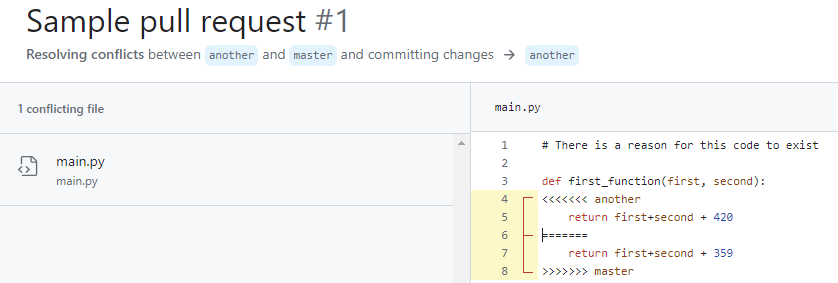 Sample pull request #1
Resolving conflicts between another and master and committing changes → another
1 conflicting file
main.py
main.py
main.py
1 # There is a reason for this code to exist
2
3 def first_function(first, second):
4 <<<<<<< another
5     return first+second + 420
6 =======
7     return first+second + 359
8 >>>>>>> master